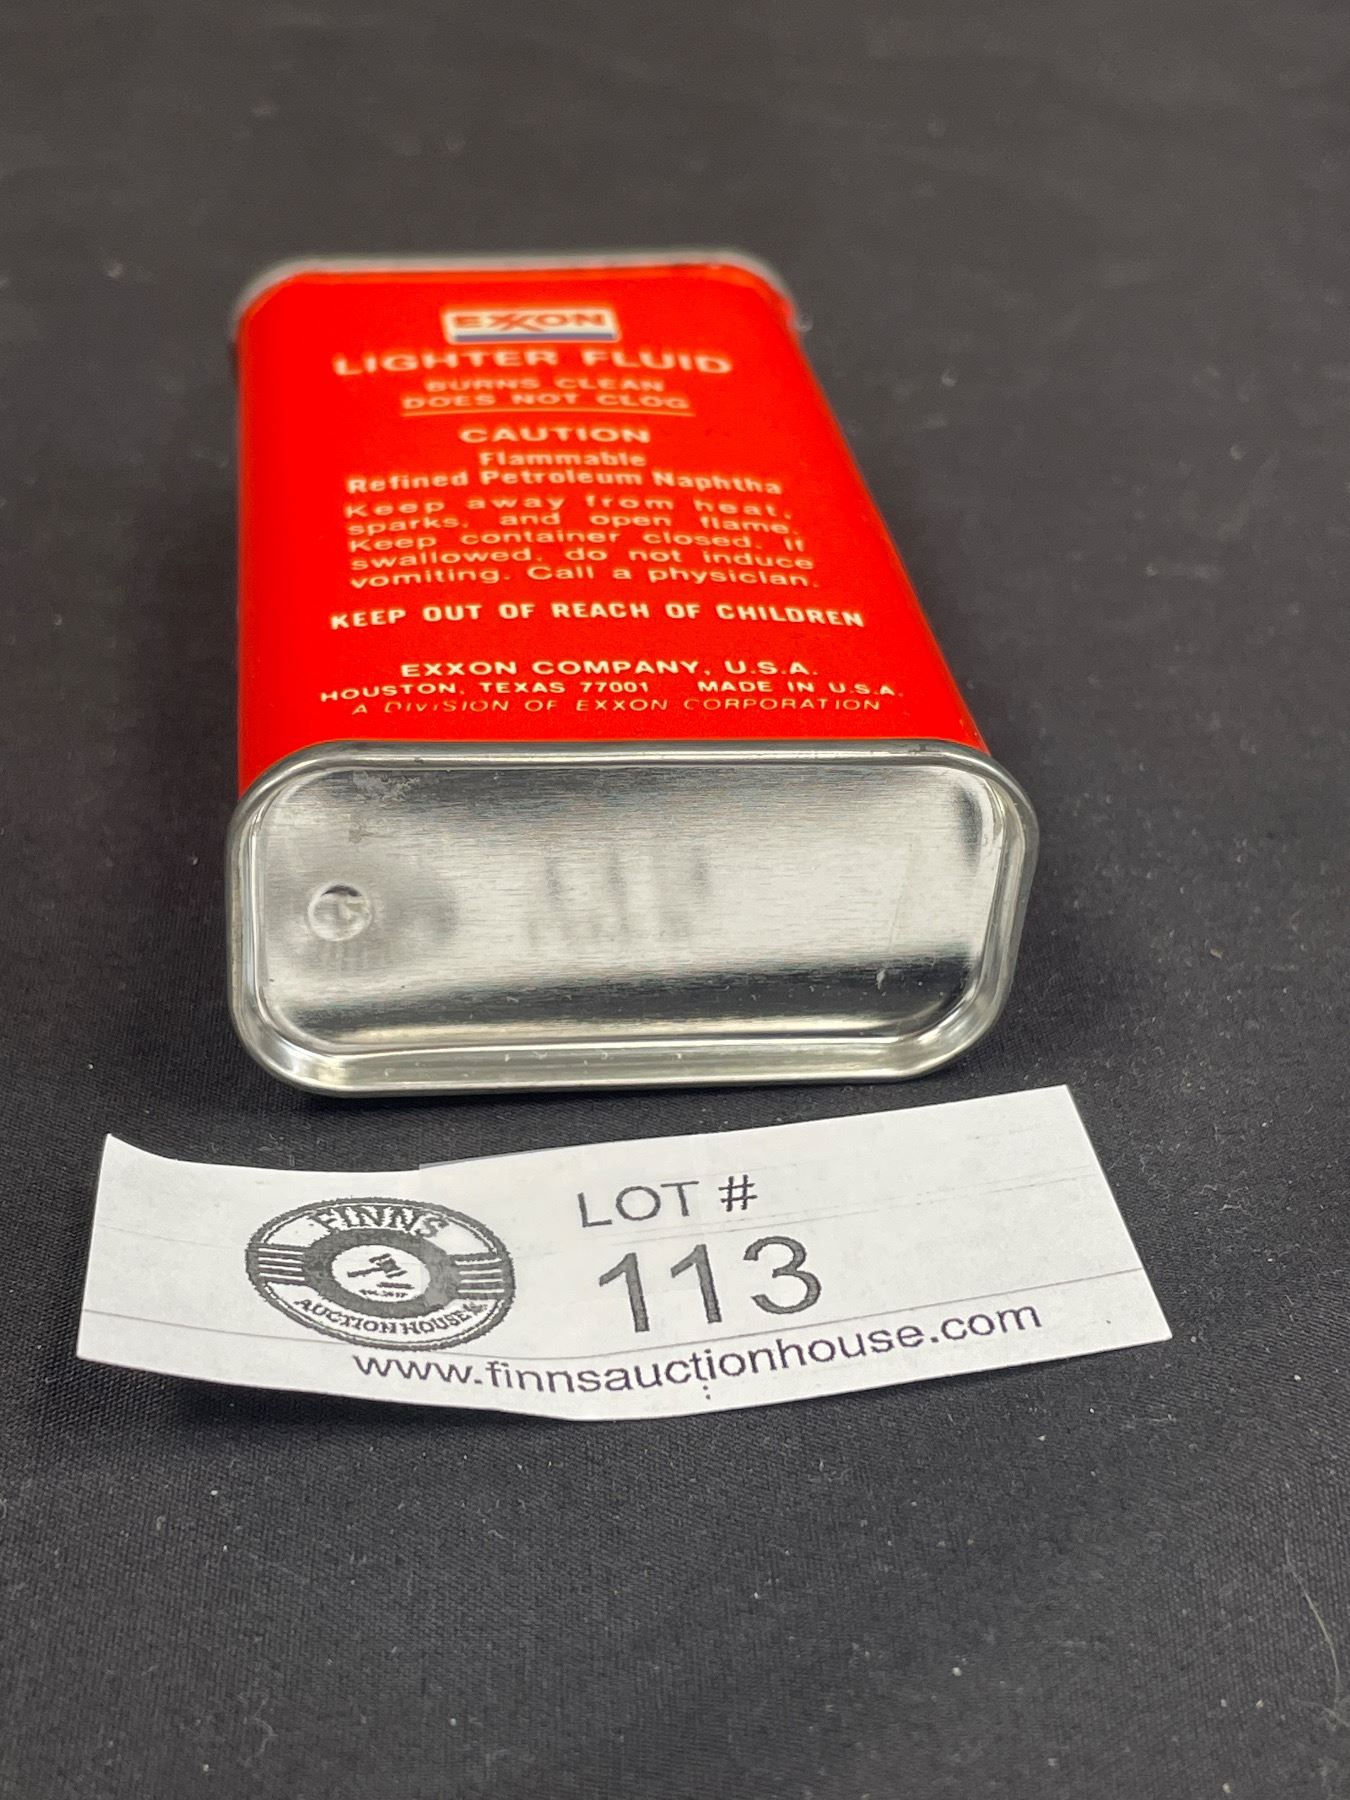 EXXON
LIGHTER FLUID
BURNS CLEAN
DOES NOT CLOG
CAUTION
Flammable
Refined Petroleum Naphtha
Keep away from heat,
sparks, and open flame.
Keep container closed. If
swallowed, do not induce
vomiting. Call a physician.
KEEP OUT OF REACH OF CHILDREN
EXXON COMPANY, U.S.A.
HOUSTON, TEXAS 77001 MADE IN U.S.A.
A DIVISION OF EXXON CORPORATION
FINNS
AUCTION HOUSE
LOT #
113
www.finnsauctionhouse.com